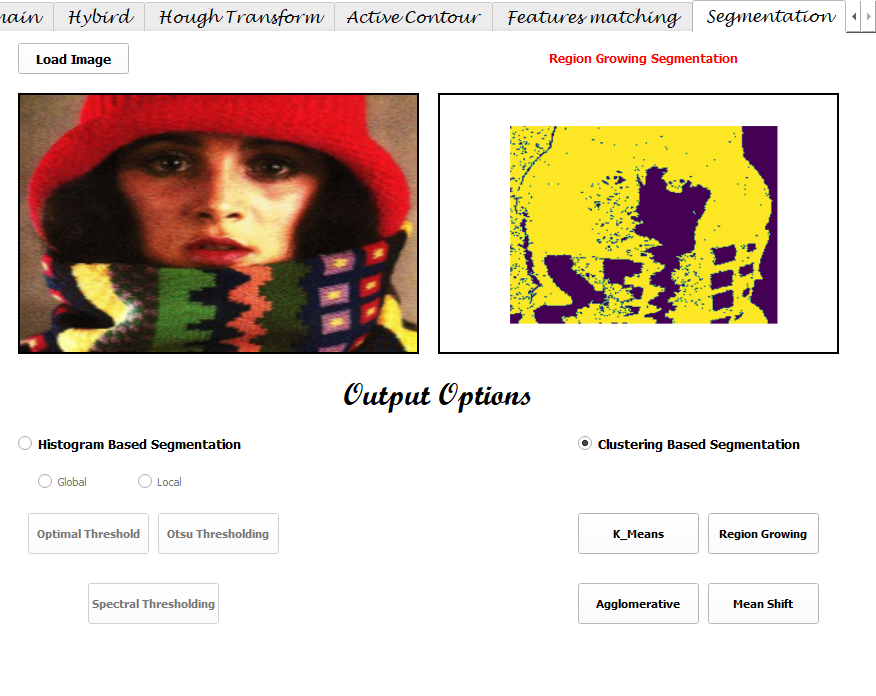 Hybird Hough Transform Active Contour Features matching Segmentation
Load Image Region Growing Segmentation
Output Options
Histogram Based Segmentation Clustering Based Segmentation
Global Local
Optimal Threshold Otsu Thresholding K_Means Region Growing
Spectral Thresholding Agglomerative Mean Shift